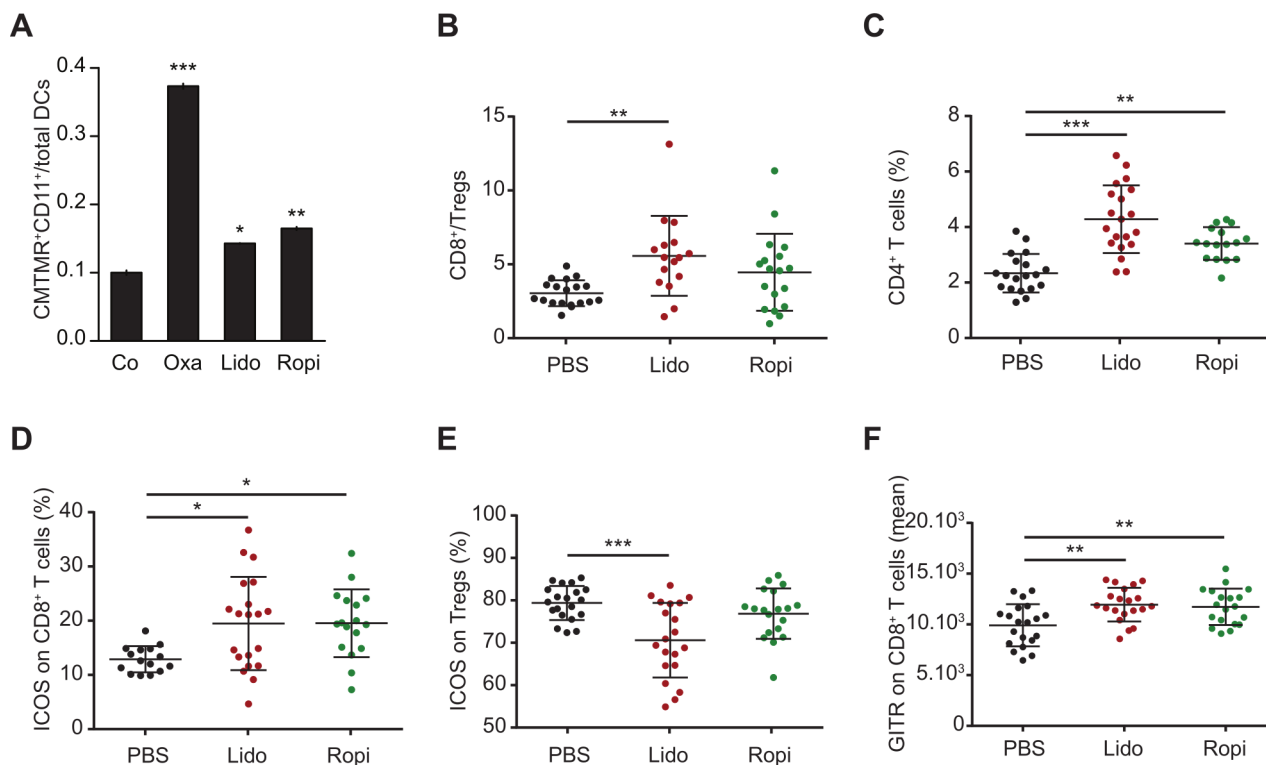 A
CMTMR⁺CD11⁺/total DCs
0.4
0.3
0.2
0.1
0.0
***
*
**
Co Oxa Lido Ropi
B
CD8⁺/Tregs
15
10
5
0
**
PBS Lido Ropi
C
CD4⁺ T cells (%)
8
6
4
2
0
**
***
PBS Lido Ropi
D
ICOS on CD8⁺ T cells (%)
40
30
20
10
0
*
*
PBS Lido Ropi
E
ICOS on Tregs (%)
100
90
80
70
60
50
***
PBS Lido Ropi
F
GITR on CD8⁺ T cells (mean)
20.10³
15.10³
10.10³
5.10³
0
**
**
PBS Lido Ropi